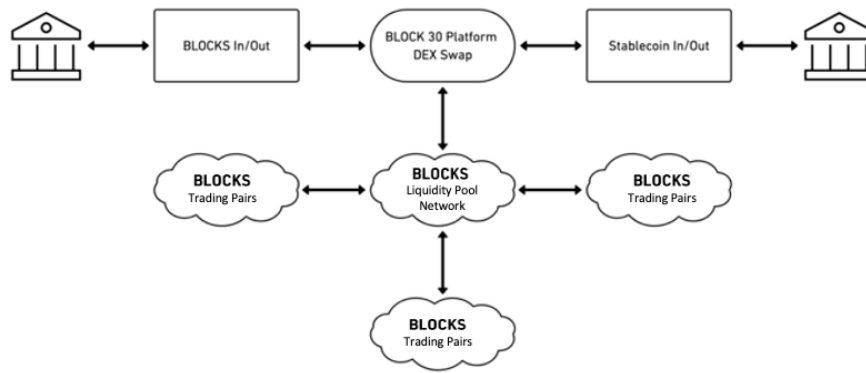 BLOCKS In/Out
BLOCK 30 Platform
DEX Swap
Stablecoin In/Out
BLOCKS
Trading Pairs
BLOCKS
Liquidity Pool
Network
BLOCKS
Trading Pairs
BLOCKS
Trading Pairs